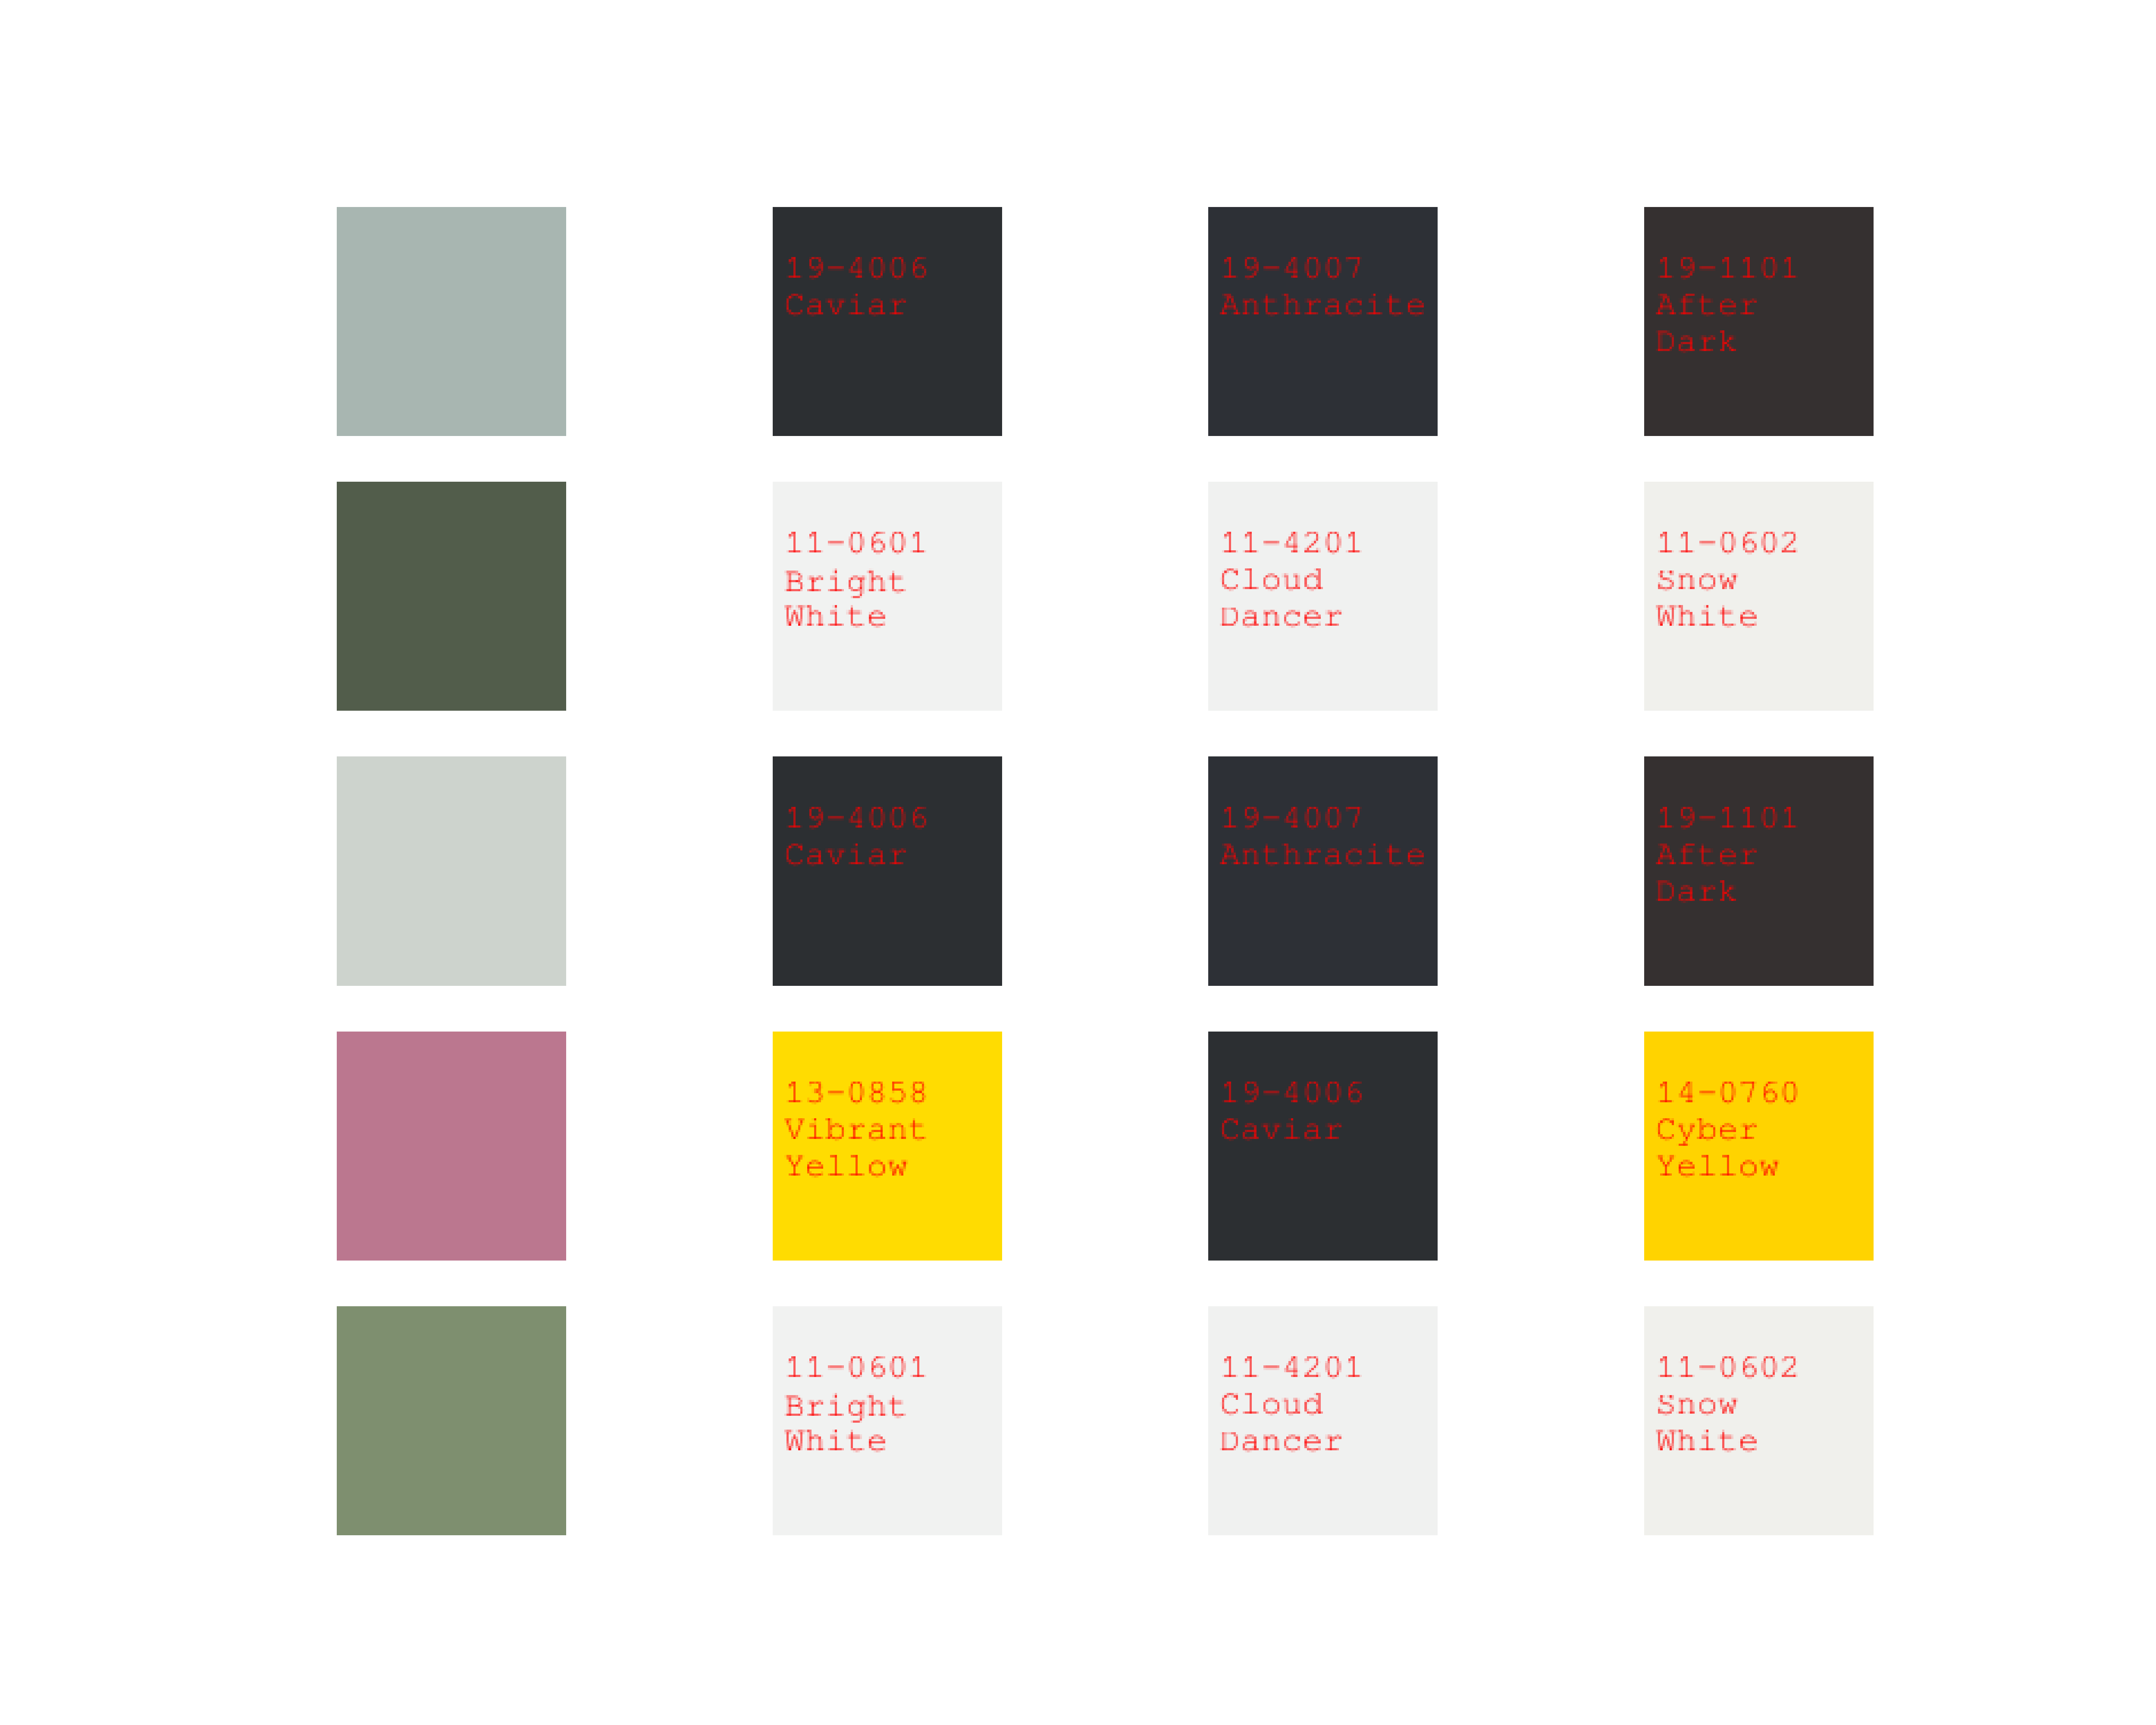 19-4006
Caviar
19-4007
Anthracite
19-1101
After
Dark
11-0601
Bright
White
11-4201
Cloud
Dancer
11-0602
Snow
White
19-4006
Caviar
19-4007
Anthracite
19-1101
After
Dark
13-0858
Vibrant
Yellow
19-4006
Caviar
14-0760
Cyber
Yellow
11-0601
Bright
White
11-4201
Cloud
Dancer
11-0602
Snow
White